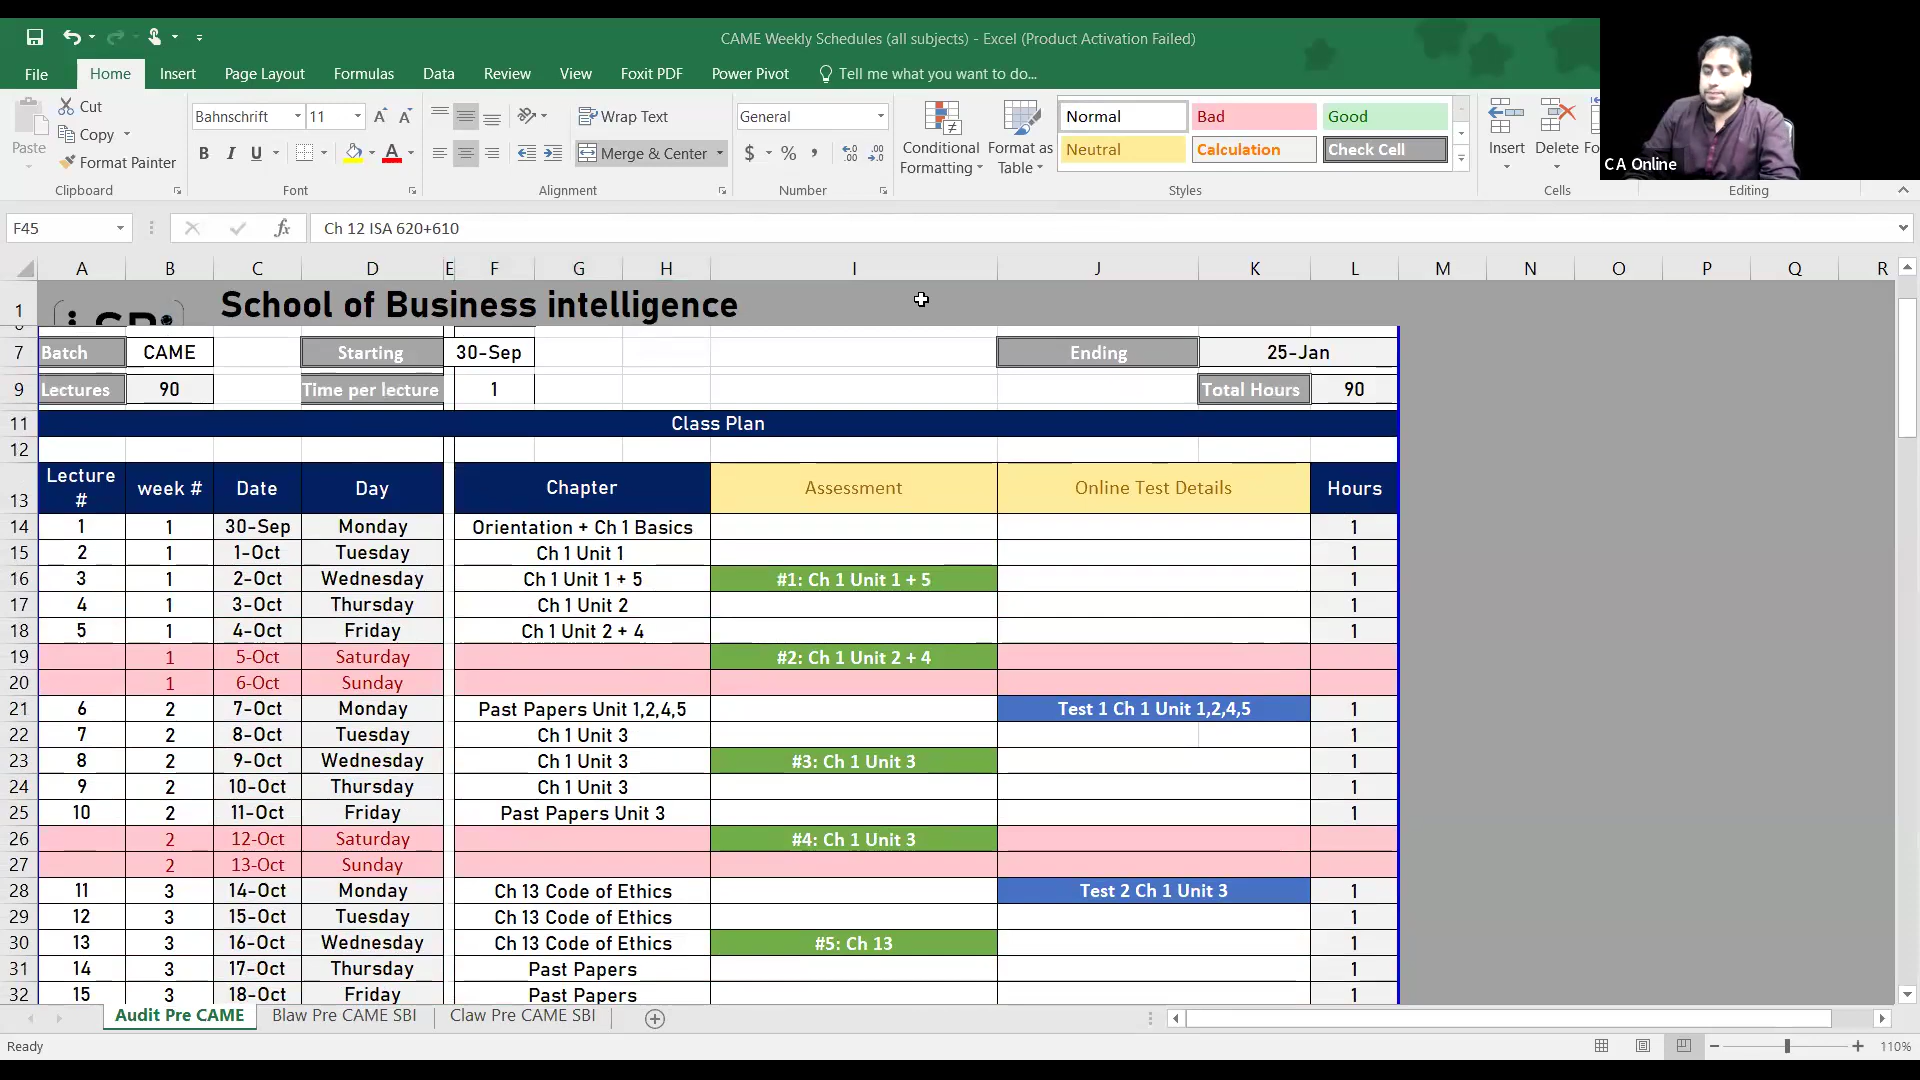 CAME Weekly Schedules (all subjects) - Excel (Product Activation Failed)
File Home Insert Page Layout Formulas Data Review View Foxit PDF Power Pivot Tell me what you want to do...
Paste
Cut
Copy
Format Painter
Clipboard
Bahnschrift 11
B I U
Font
Wrap Text
Merge & Center
Alignment
General
$ % ,
Number
Conditional Formatting
Format as Table
Normal Bad Good
Neutral Calculation Check Cell
Styles
Insert Delete
Cells
Editing
C A Online
F45 fx Ch 12 ISA 620+610
A B C D E F G H I J K L M N O P Q R
1 School of Business intelligence
7 Batch CAME Starting 30-Sep Ending 25-Jan
9 Lectures 90 Time per lecture 1 Total Hours 90
11 Class Plan
12
13 Lecture # week # Date Day Chapter Assessment Online Test Details Hours
14 1 1 30-Sep Monday Orientation + Ch 1 Basics 1
15 2 1 1-Oct Tuesday Ch 1 Unit 1 1
16 3 1 2-Oct Wednesday Ch 1 Unit 1 + 5 #1: Ch 1 Unit 1 + 5 1
17 4 1 3-Oct Thursday Ch 1 Unit 2 1
18 5 1 4-Oct Friday Ch 1 Unit 2 + 4 1
19 1 5-Oct Saturday #2: Ch 1 Unit 2 + 4
20 1 6-Oct Sunday
21 6 2 7-Oct Monday Past Papers Unit 1,2,4,5 Test 1 Ch 1 Unit 1,2,4,5 1
22 7 2 8-Oct Tuesday Ch 1 Unit 3 1
23 8 2 9-Oct Wednesday Ch 1 Unit 3 #3: Ch 1 Unit 3 1
24 9 2 10-Oct Thursday Ch 1 Unit 3 1
25 10 2 11-Oct Friday Past Papers Unit 3 1
26 2 12-Oct Saturday #4: Ch 1 Unit 3
27 2 13-Oct Sunday
28 11 3 14-Oct Monday Ch 13 Code of Ethics Test 2 Ch 1 Unit 3 1
29 12 3 15-Oct Tuesday Ch 13 Code of Ethics 1
30 13 3 16-Oct Wednesday Ch 13 Code of Ethics #5: Ch 13 1
31 14 3 17-Oct Thursday Past Papers 1
32 15 3 18-Oct Friday Past Papers 1
Audit Pre CAME Blaw Pre CAME SBI Claw Pre CAME SBI
Ready 110%